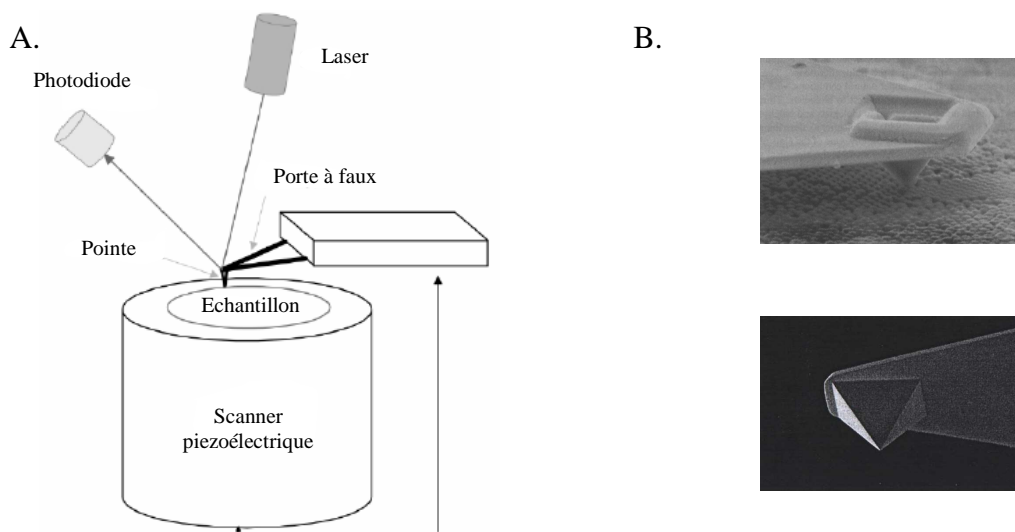 A.
B.
Laser
Photodiode
Porte à faux
Pointe
Echantillon
Scanner
piezoélectrique